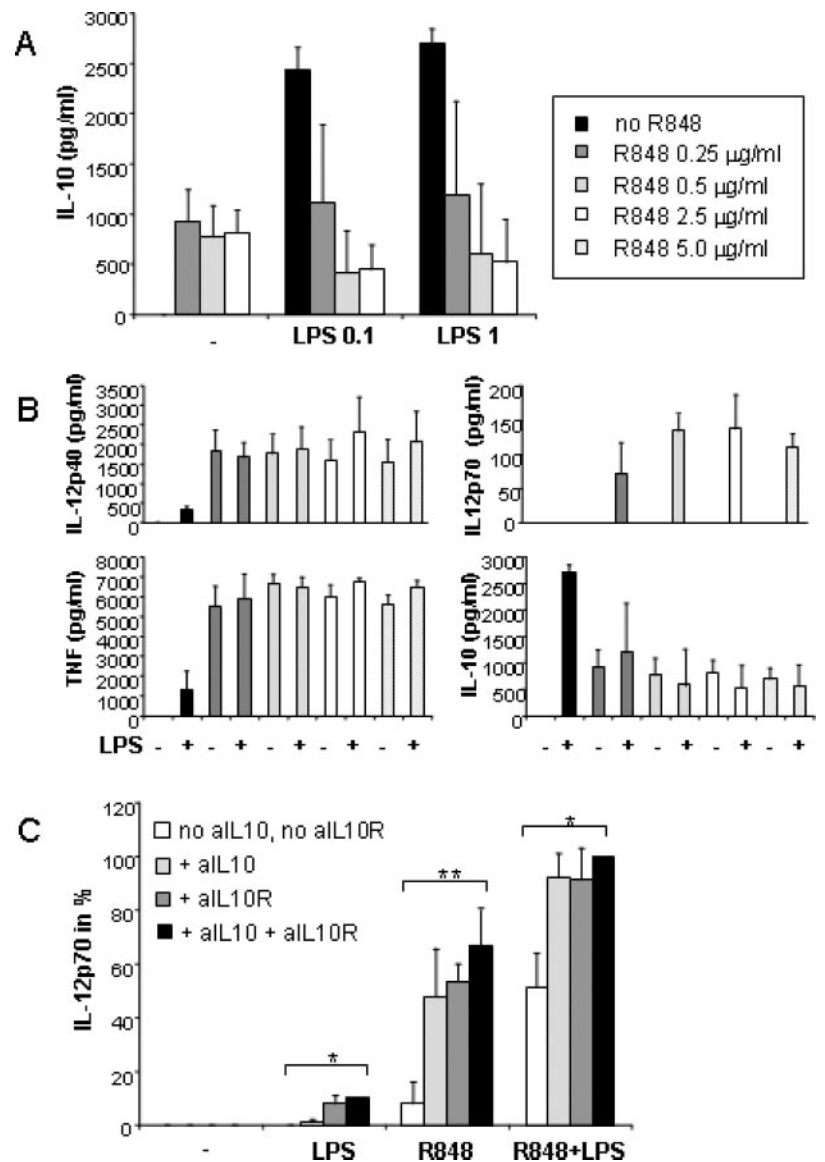 A
IL-10 (pg/ml)
3000
2500
2000
1500
1000
500
0
- LPS 0.1 LPS 1
no R848
R848 0.25 µg/ml
R848 0.5 µg/ml
R848 2.5 µg/ml
R848 5.0 µg/ml
B
IL-12p40 (pg/ml)
3500
3000
2500
2000
1500
1000
500
0
IL12p70 (pg/ml)
200
150
100
50
0
TNF (pg/ml)
8000
7000
6000
5000
4000
3000
2000
1000
0
IL-10 (pg/ml)
3000
2500
2000
1500
1000
500
0
LPS - + - + - + - + - +
- + - + - + - + - +
C
IL-12p70 in %
120
100
80
60
40
20
0
no aIL10, no aIL10R
+ aIL10
+ aIL10R
+ aIL10 + aIL10R
*
**
*
- LPS R848 R848+LPS